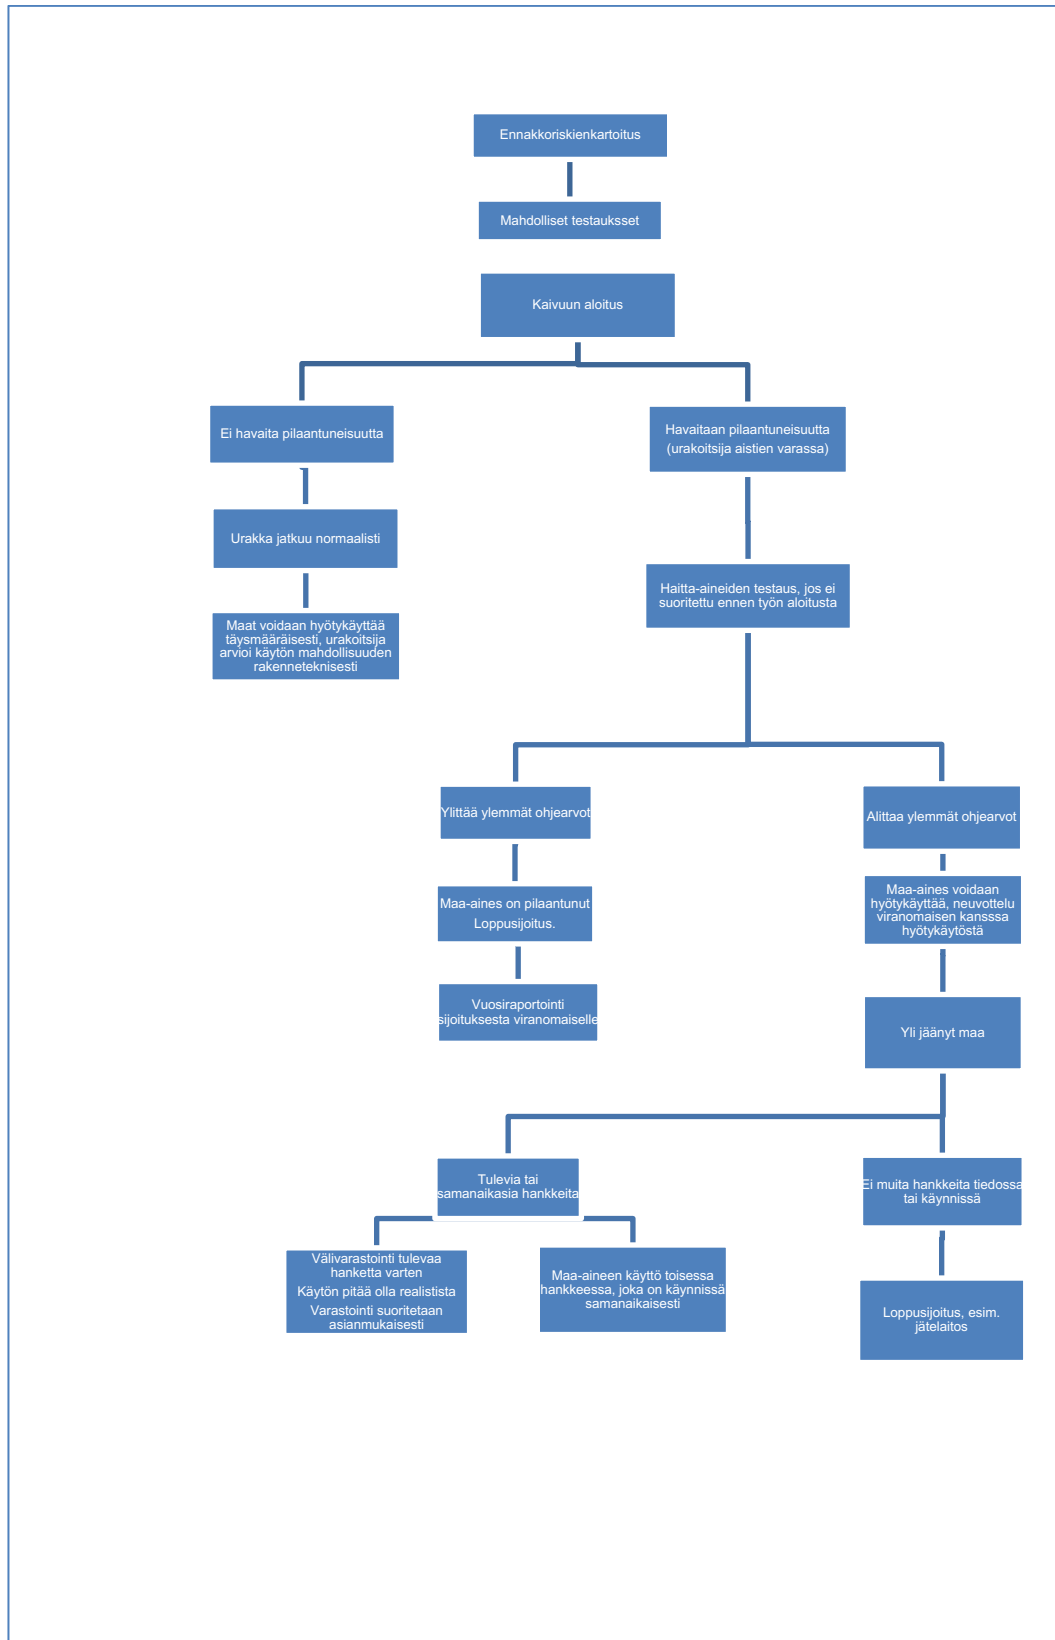 Ennakkoriskienkartoitus
Mahdolliset testauksset
Kaivuun aloitus
Ei havaita pilaantuneisuutta
Havaitaan pilaantuneisuutta
(urakoitsija aistien varassa)
Urakka jatkuu normaalisti
Haitta-aineiden testaus, jos ei
suoritettu ennen työn aloitusta
Maat voidaan hyötykäyttää
täysmääräisesti, urakoitsija
arvioi käytön mahdollisuuden
rakenneteknisesti
Ylittää ylemmät ohjearvot
Alittaa ylemmät ohjearvot
Maa-aines on pilaantunut
Loppusijoitus.
Maa-aines voidaan
hyötykäyttää, neuvottelu
viranomaisen kansssa
hyötykäytöstä
Vuosiraportointi
sijoituksesta viranomaiselle
Yli jäänyt maa
Tulevia tai
samanaikasia hankkeita
Ei muita hankkeita tiedossa
tai käynnissä
Välivarastointi tulevaa
hanketta varten
Käytön pitää olla realistista
Varastointi suoritetaan
asianmukaisesti
Maa-aineen käyttö toisessa
hankkeessa, joka on käynnissä
samanaikaisesti
Loppusijoitus, esim.
jätelaitos